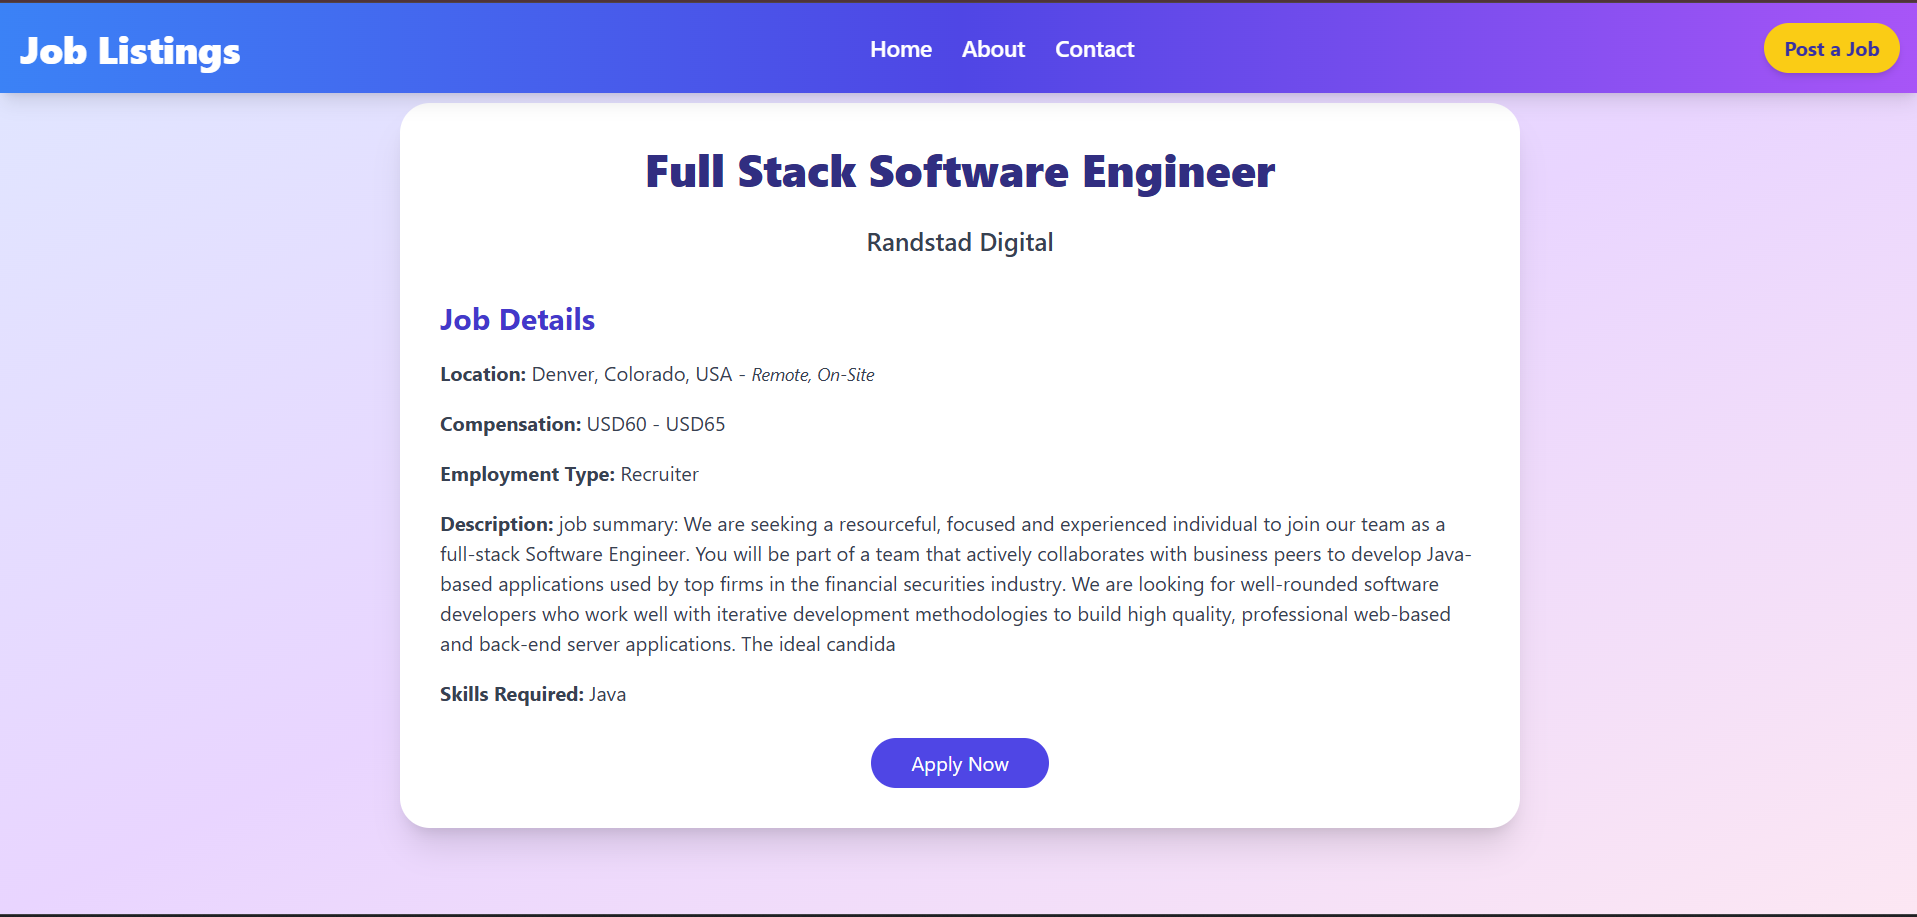 Job Listings
Home About Contact
Post a Job
Full Stack Software Engineer
Randstad Digital
Job Details
Location: Denver, Colorado, USA - Remote, On-Site
Compensation: USD60 - USD65
Employment Type: Recruiter
Description: job summary: We are seeking a resourceful, focused and experienced individual to join our team as a
full-stack Software Engineer. You will be part of a team that actively collaborates with business peers to develop Java-
based applications used by top firms in the financial securities industry. We are looking for well-rounded software
developers who work well with iterative development methodologies to build high quality, professional web-based
and back-end server applications. The ideal candida
Skills Required: Java
Apply Now